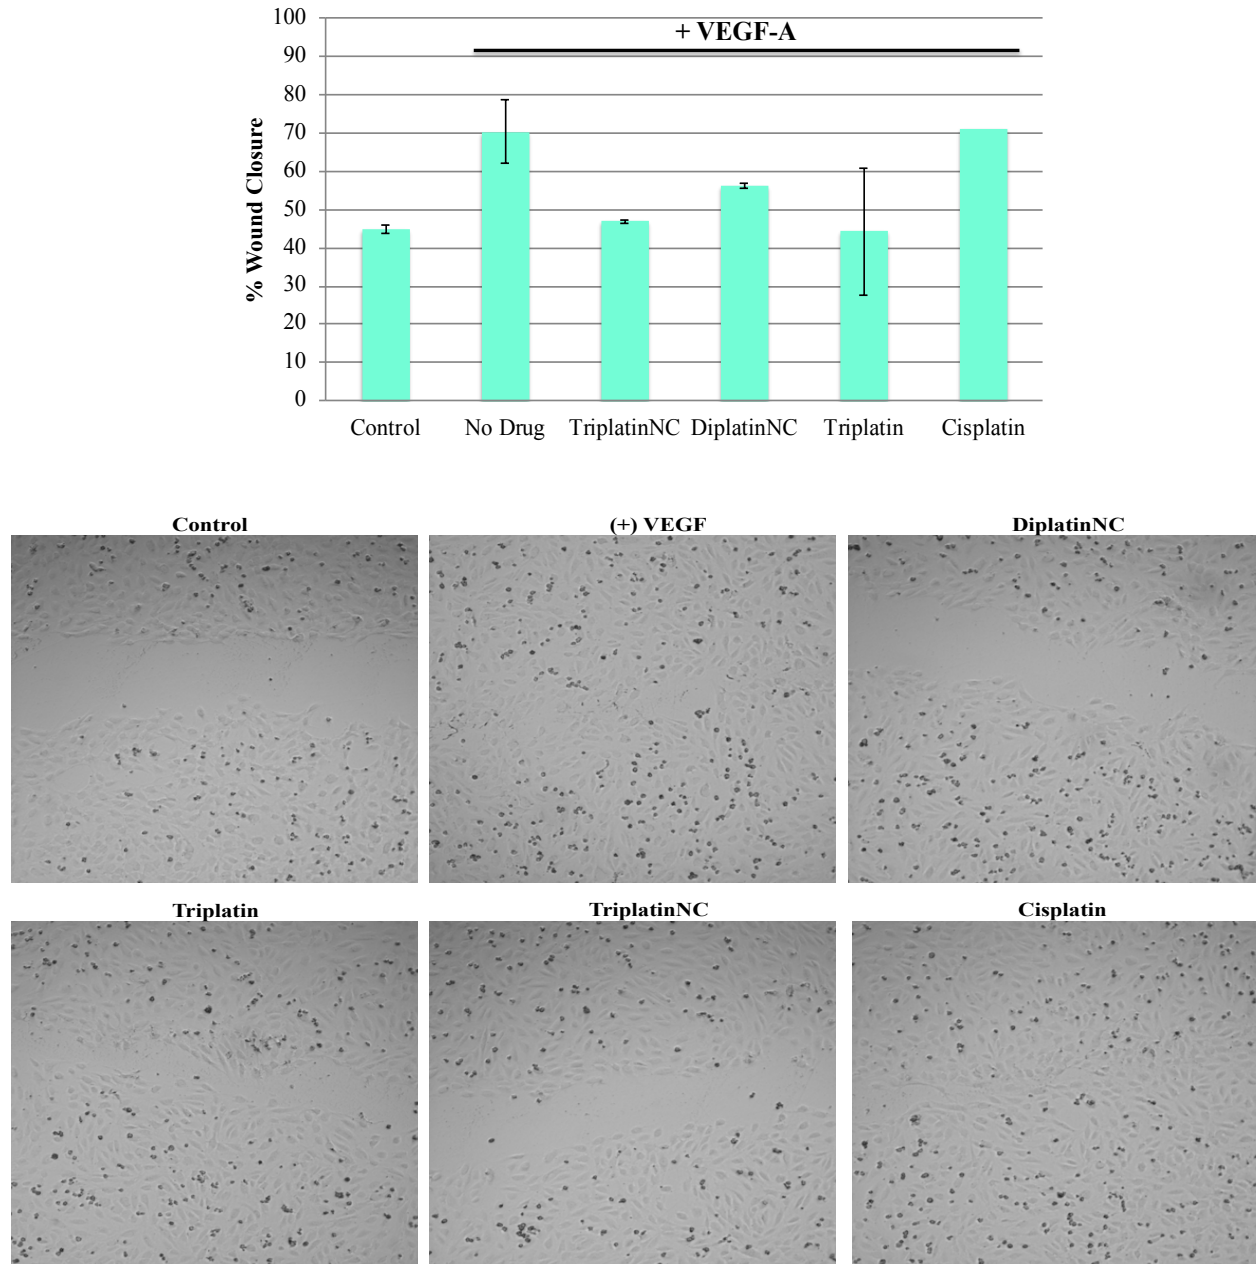 100
90
80
70
60
50
40
30
20
10
0
% Wound Closure
+ VEGF-A
Control No Drug TriplatinNC DiplatinNC Triplatin Cisplatin
Control (+) VEGF DiplatinNC
Triplatin TriplatinNC Cisplatin